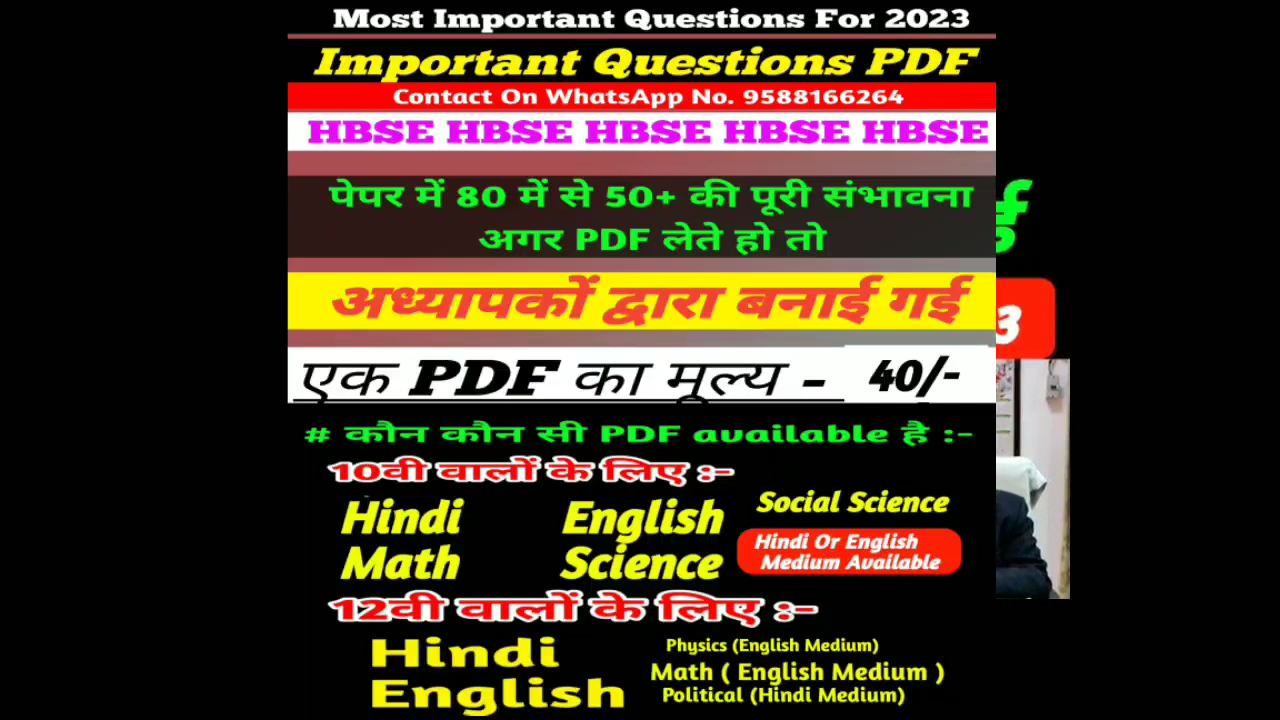 Most Important Questions For 2023
Important Questions PDF
Contact On WhatsApp No. 9588166264
HBSE HBSE HBSE HBSE HBSE
पेपर में 80 में से 50+ की पूरी संभावना
अगर PDF लेते हो तो
अध्यापकों द्वारा बनाई गई
3
एक PDF का मूल्य - 40/-
# कौन कौन सी PDF available है :-
10वी वालों के लिए :-
Hindi English Social Science
Math Science Hindi Or English
Medium Available
12वी वालों के लिए :-
Hindi
English
Physics (English Medium)
Math ( English Medium )
Political (Hindi Medium)